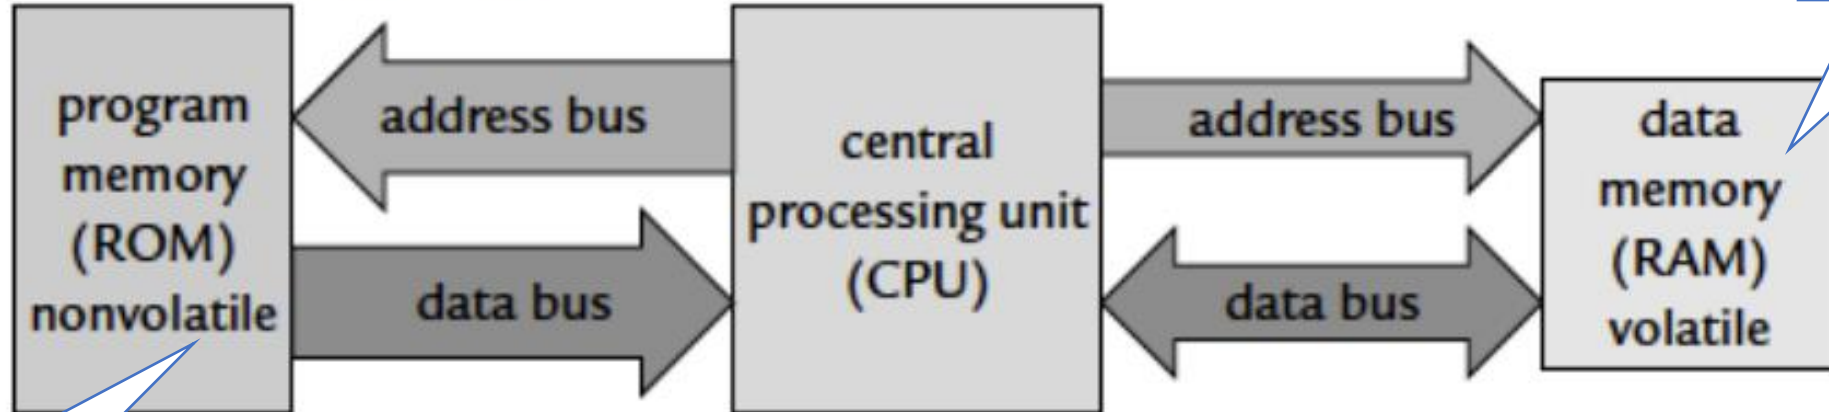 program
memory
(ROM)
nonvolatile
address bus
data bus
central
processing unit
(CPU)
address bus
data bus
data
memory
(RAM)
volatile